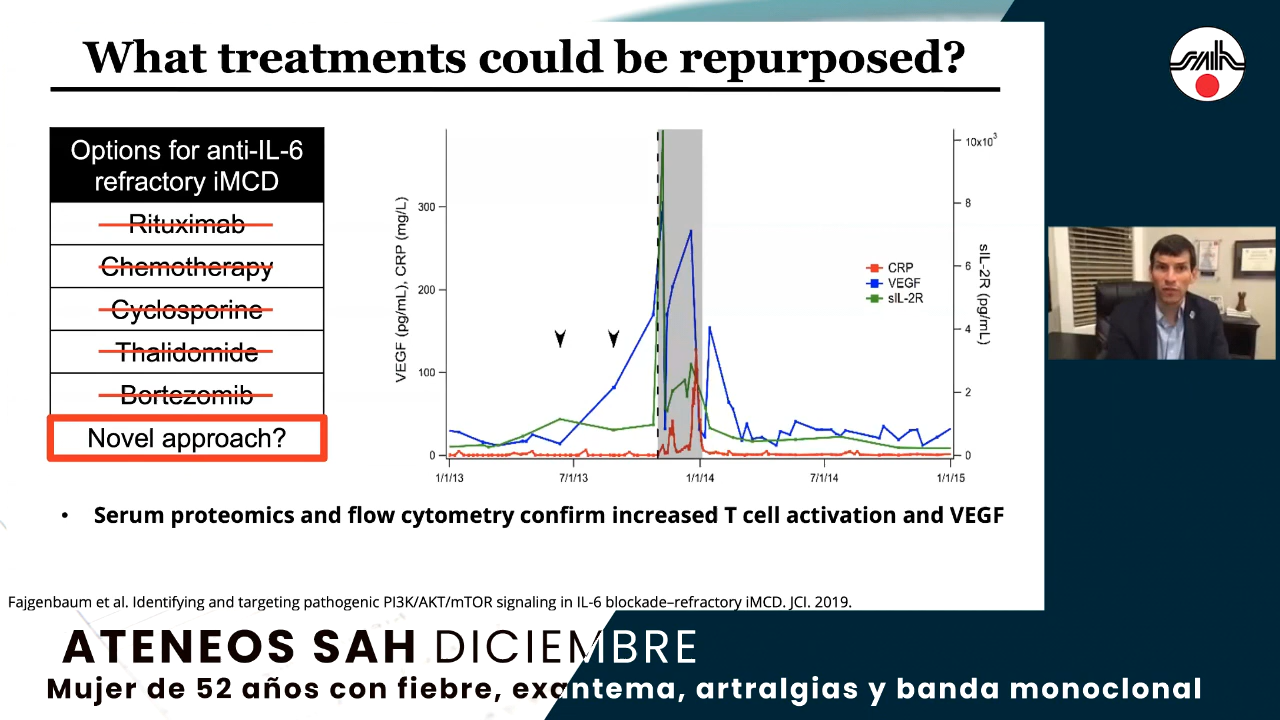 What treatments could be repurposed?
Options for anti-IL-6
refractory iMCD
Rituximab
Chemotherapy
Cyclosporine
Thalidomide
Bortezomib
Novel approach?
VEGF (pg/mL), CRP (mg/L)
300
200
100
0
10x10³
8
6
4
2
0
sIL-2R (pg/mL)
CRP
VEGF
sIL-2R
1/1/13
7/1/13
1/1/14
7/1/14
1/1/15
• Serum proteomics and flow cytometry confirm increased T cell activation and VEGF
Fajgenbaum et al. Identifying and targeting pathogenic PI3K/AKT/mTOR signaling in IL-6 blockade–refractory iMCD. JCI. 2019.
ATENEOS SAH DICIEMBRE
Mujer de 52 años con fiebre, exantema, artralgias y banda monoclonal